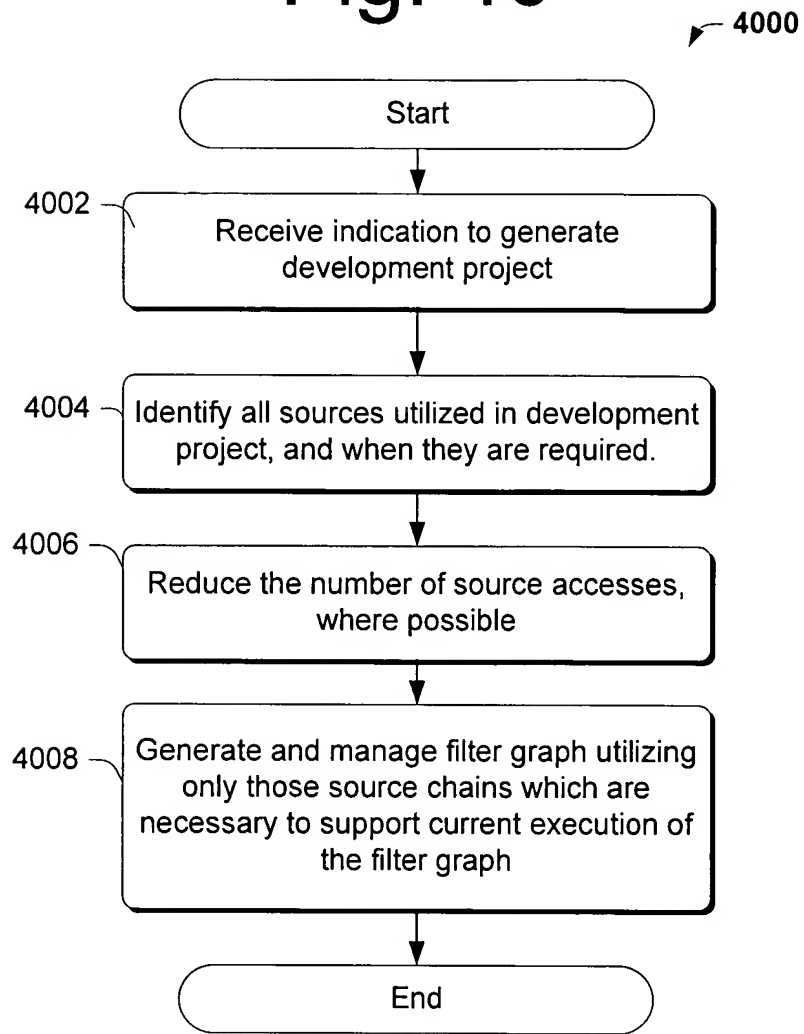 4000
Start
4002
Receive indication to generate
development project
4004
Identify all sources utilized in development
project, and when they are required.
4006
Reduce the number of source accesses,
where possible
4008
Generate and manage filter graph utilizing
only those source chains which are
necessary to support current execution of
the filter graph
End